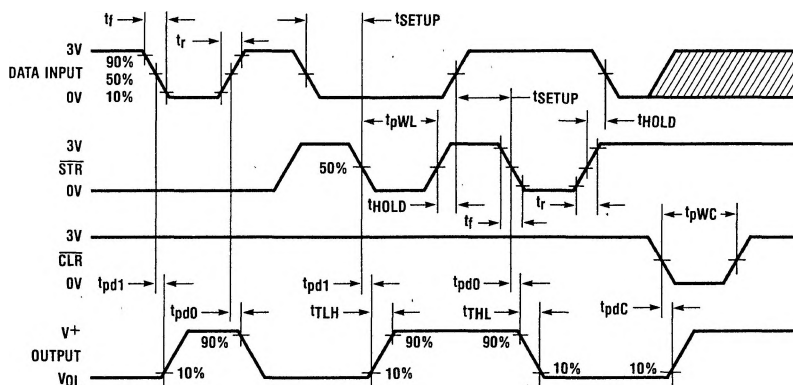 tf
tr
tSETUP
3V
90%
DATA INPUT 50%
10%
0V
tSETUP
tpWL
tHOLD
3V
STR
50%
0V
tHOLD
tf
tr
tpWC
3V
CLR
0V
tpd1
tpd0
tpd1
tTLH
tpd0
tTHL
tpdC
V+
OUTPUT
90%
90%
90%
VOL
10%
10%
10%
10%